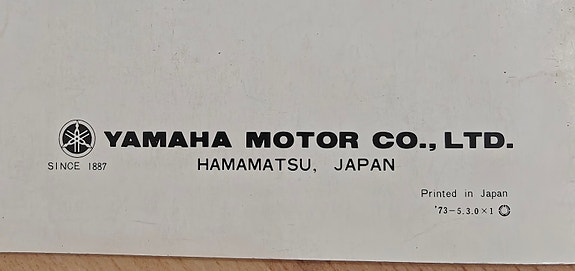 YAMAHA MOTOR CO., LTD.
SINCE 1887
HAMAMATSU, JAPAN
Printed in Japan
'73-5.3.0×1